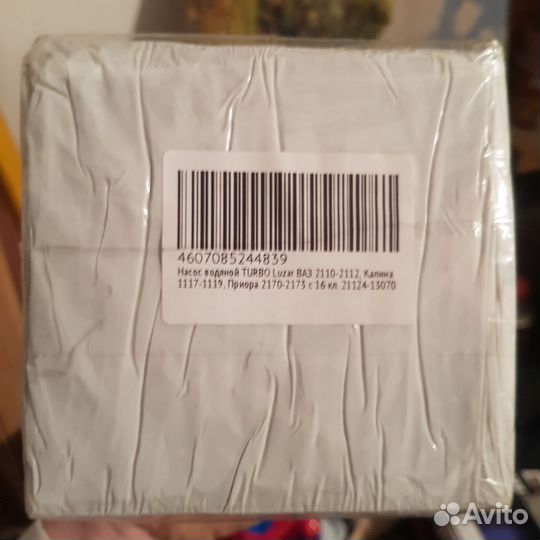 4607085244839
Насос водяной TURBO Luzar ВАЗ 2110-2112, Калина
1117-1119, Приора 2170-2173 с 16 кл. 21124-13070
Avito